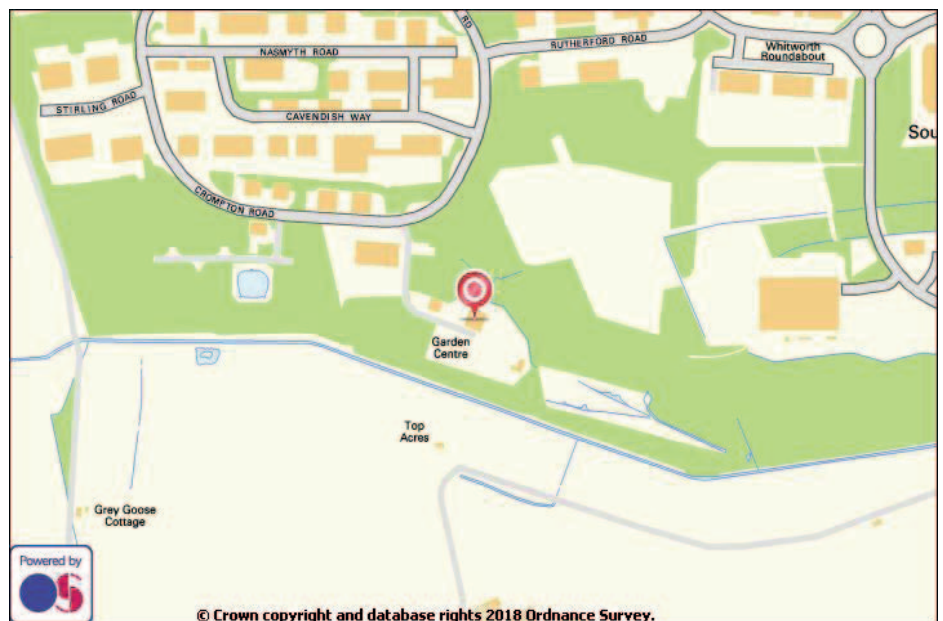 RD
NASMYTH ROAD
RUTHERFORD ROAD
Whitworth
Roundabout
STIRLING ROAD
CAVENDISH WAY
Sou
CROMPTON ROAD
Garden
Centre
Top
Acres
Grey Goose
Cottage
Powered by
OS
© Crown copyright and database rights 2018 Ordnance Survey.